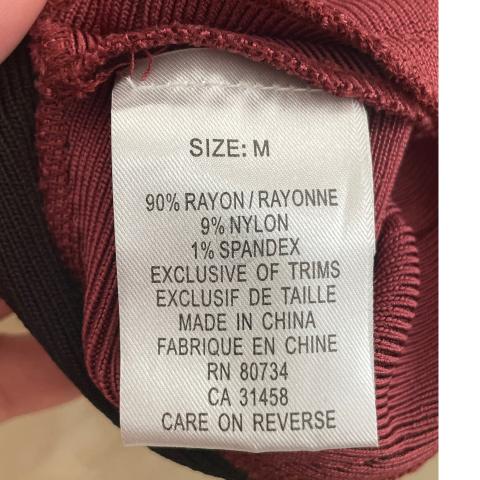 SIZE: M
90% RAYON / RAYONNE
9% NYLON
1% SPANDEX
EXCLUSIVE OF TRIMS
EXCLUSIF DE TAILLE
MADE IN CHINA
FABRIQUE EN CHINE
RN 80734
CA 31458
CARE ON REVERSE